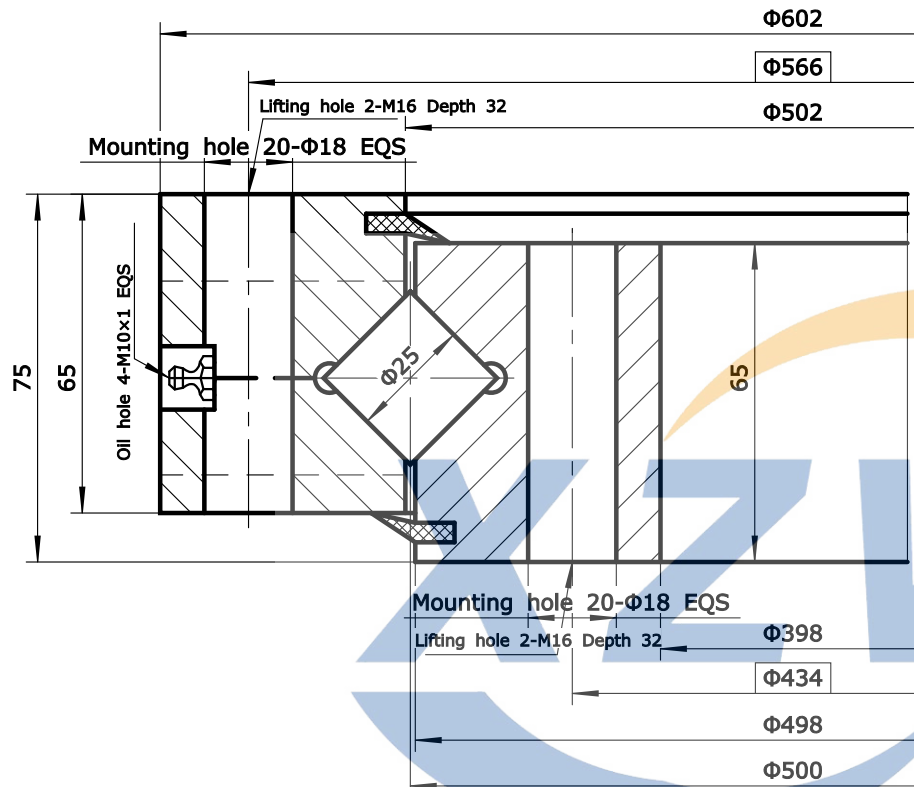 Φ602
Φ566
Lifting hole 2-M16 Depth 32
Φ502
Mounting hole 20-Φ18 EQS
Oil hole 4-M10×1 EQS
75
65
Φ25
65
XZ
Mounting hole 20-Φ18 EQS
Lifting hole 2-M16 Depth 32
Φ398
Φ434
Φ498
Φ500